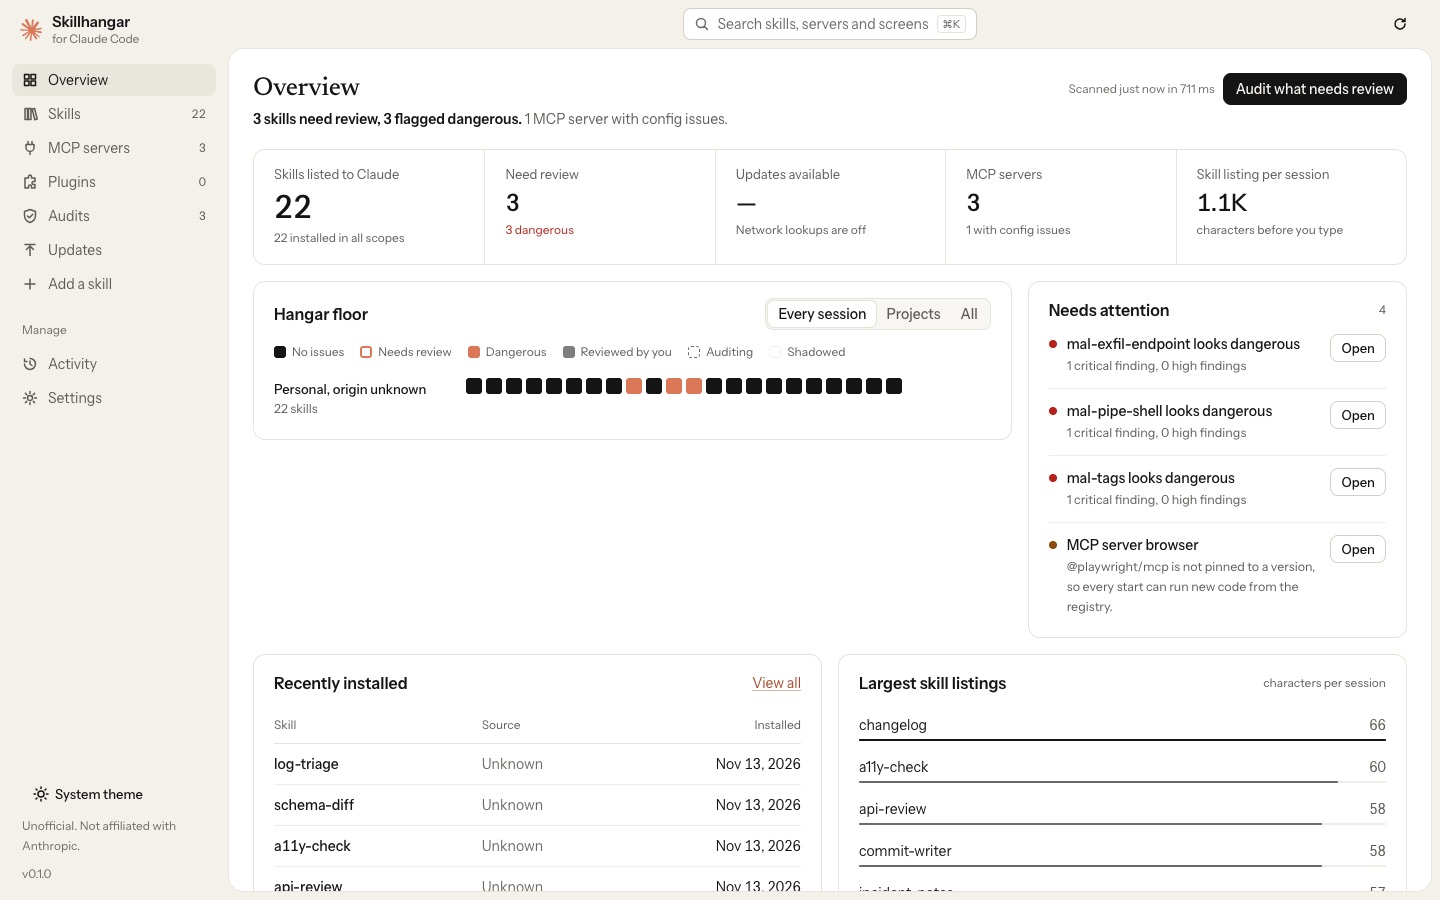 Skillhangar
for Claude Code
Search skills, servers and screens ⌘K
Overview
Skills 22
MCP servers 3
Plugins 0
Audits 3
Updates
Add a skill
Manage
Activity
Settings
System theme
Unofficial. Not affiliated with
Anthropic.
v0.1.0
Overview
Scanned just now in 711 ms
Audit what needs review
3 skills need review, 3 flagged dangerous. 1 MCP server with config issues.
Skills listed to Claude
22
22 installed in all scopes
Need review
3
3 dangerous
Updates available
—
Network lookups are off
MCP servers
3
1 with config issues
Skill listing per session
1.1K
characters before you type
Hangar floor
Every session Projects All
No issues Needs review Dangerous Reviewed by you Auditing Shadowed
Personal, origin unknown
22 skills
Needs attention 4
mal-exfil-endpoint looks dangerous
1 critical finding, 0 high findings
Open
mal-pipe-shell looks dangerous
1 critical finding, 0 high findings
Open
mal-tags looks dangerous
1 critical finding, 0 high findings
Open
MCP server browser
@playwright/mcp is not pinned to a version,
so every start can run new code from the
registry.
Open
Recently installed View all
Skill Source Installed
log-triage Unknown Nov 13, 2026
schema-diff Unknown Nov 13, 2026
a11y-check Unknown Nov 13, 2026
api-review Unknown Nov 13, 2026
Largest skill listings characters per session
changelog 66
a11y-check 60
api-review 58
commit-writer 58
incident-notes 57